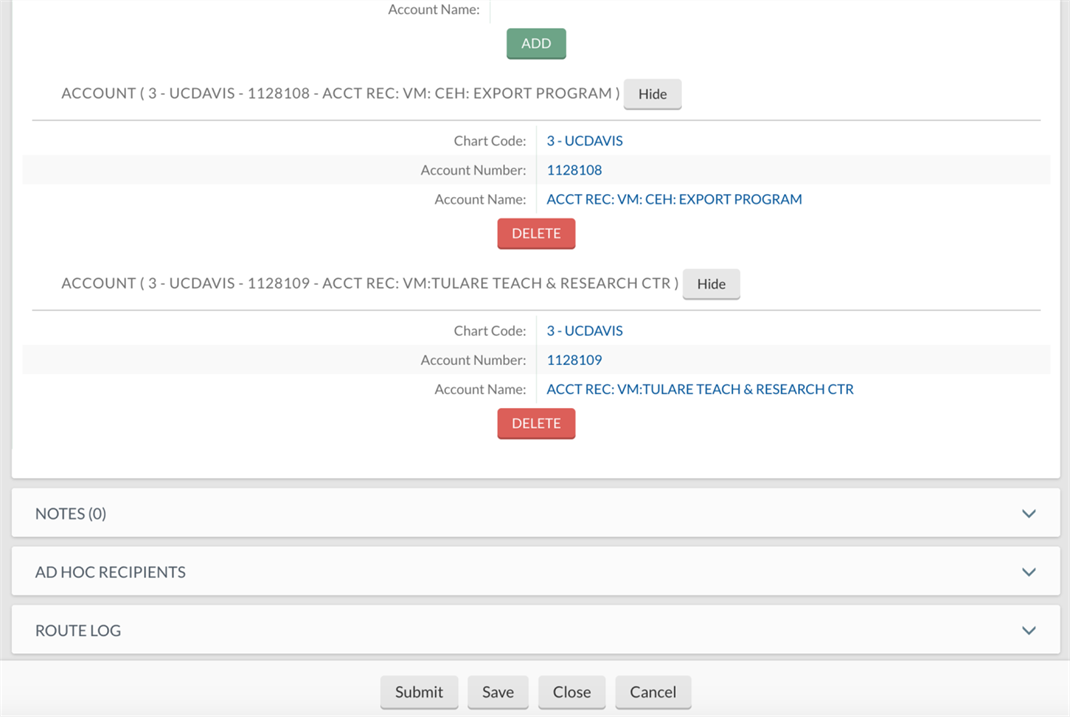 Account Name:
ADD
ACCOUNT ( 3 - UCDAVIS - 1128108 - ACCT REC: VM: CEH: EXPORT PROGRAM ) Hide
Chart Code: 3 - UCDAVIS
Account Number: 1128108
Account Name: ACCT REC: VM: CEH: EXPORT PROGRAM
DELETE
ACCOUNT ( 3 - UCDAVIS - 1128109 - ACCT REC: VM:TULARE TEACH & RESEARCH CTR ) Hide
Chart Code: 3 - UCDAVIS
Account Number: 1128109
Account Name: ACCT REC: VM:TULARE TEACH & RESEARCH CTR
DELETE
NOTES (0)
AD HOC RECIPIENTS
ROUTE LOG
Submit Save Close Cancel